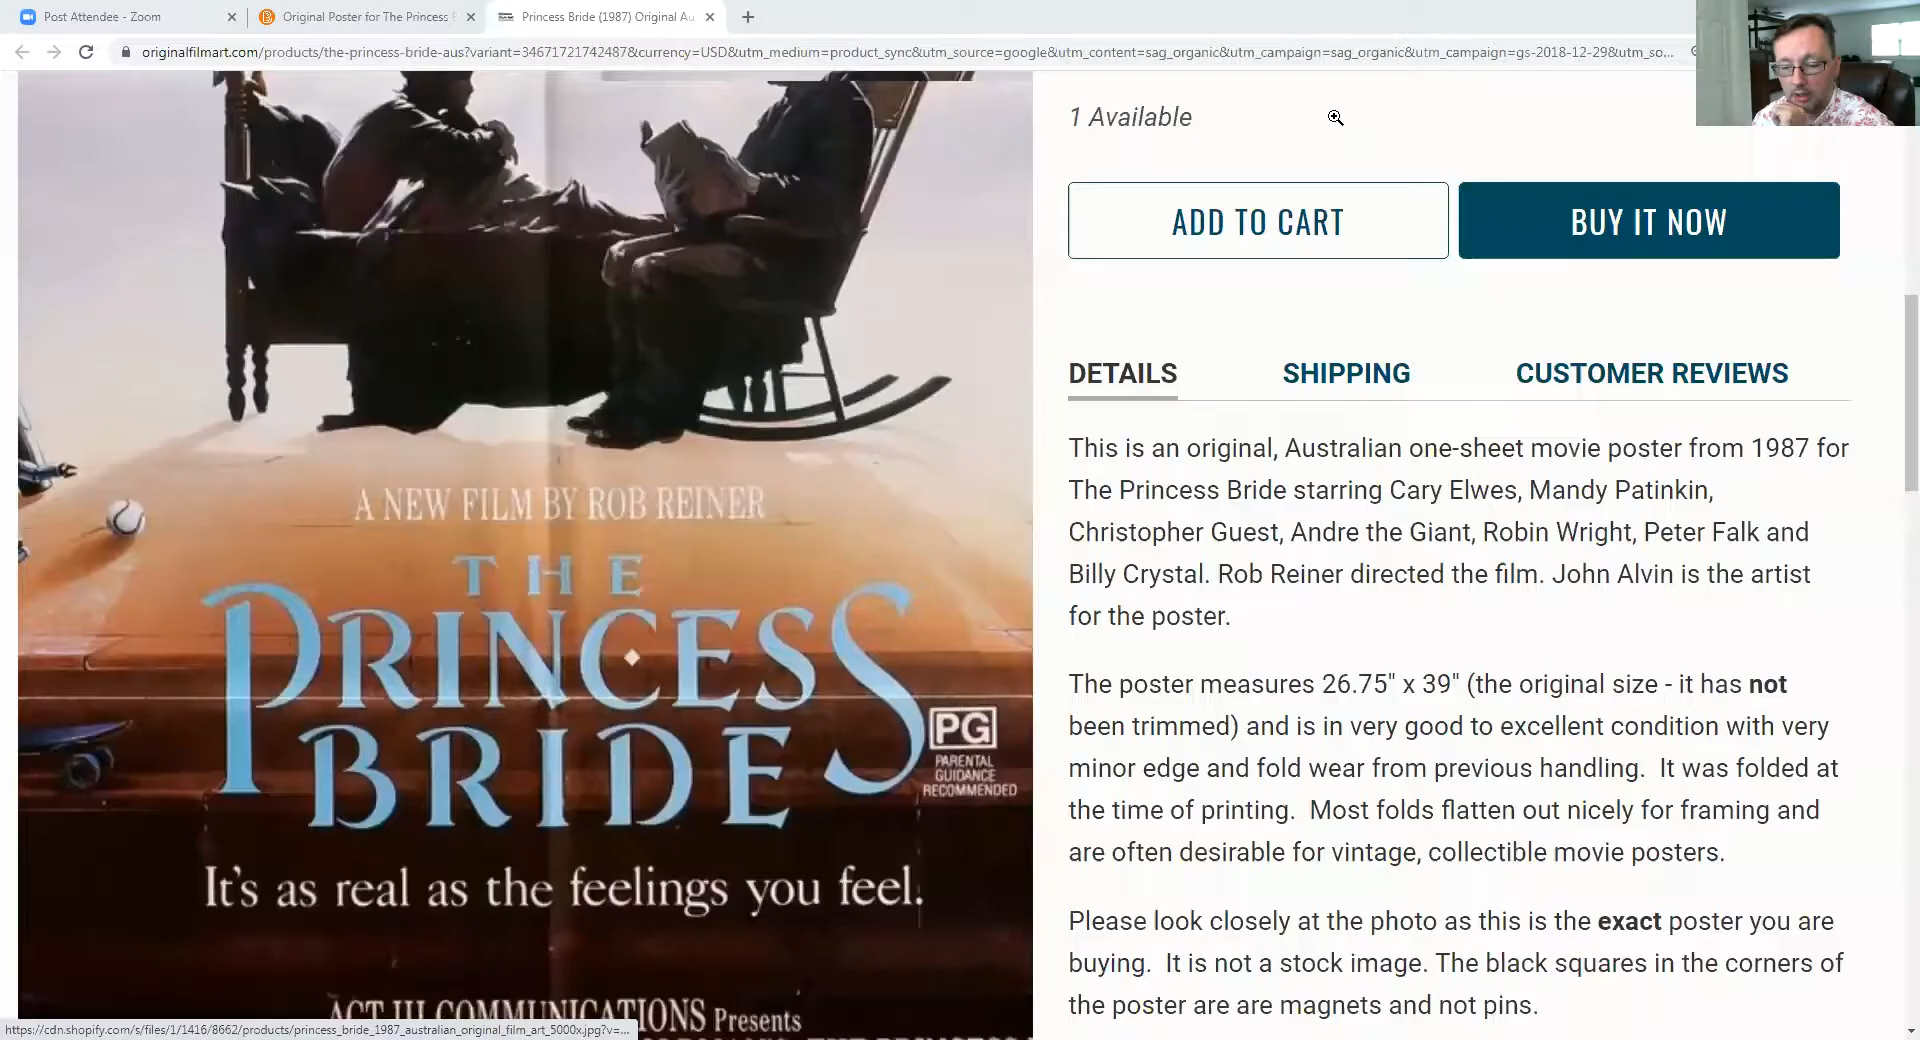 Post Attendee - Zoom
Original Poster for The Princess
Princess Bride (1987) Original Au
originalfilmart.com/products/the-princess-bride-aus?variant=34671721742487&currency=USD&utm_medium=product_sync&utm_source=google&utm_content=sag_organic&utm_campaign=sag_organic&utm_campaign=gs-2018-12-29&utm_so...
A NEW FILM BY ROB REINER
THE
PRINCESS
BRIDE
PG
PARENTAL
GUIDANCE
RECOMMENDED
It's as real as the feelings you feel.
ACT III COMMUNICATIONS Presents
https://cdn.shopify.com/s/files/1/1416/8662/products/princess_bride_1987_australian_original_film_art_5000x.jpg?v=...
1 Available
ADD TO CART
BUY IT NOW
DETAILS
SHIPPING
CUSTOMER REVIEWS
This is an original, Australian one-sheet movie poster from 1987 for
The Princess Bride starring Cary Elwes, Mandy Patinkin,
Christopher Guest, Andre the Giant, Robin Wright, Peter Falk and
Billy Crystal. Rob Reiner directed the film. John Alvin is the artist
for the poster.
The poster measures 26.75" x 39" (the original size - it has not
been trimmed) and is in very good to excellent condition with very
minor edge and fold wear from previous handling. It was folded at
the time of printing. Most folds flatten out nicely for framing and
are often desirable for vintage, collectible movie posters.
Please look closely at the photo as this is the exact poster you are
buying. It is not a stock image. The black squares in the corners of
the poster are are magnets and not pins.